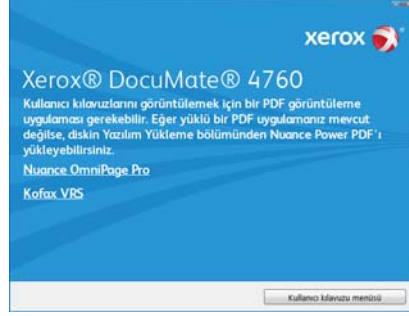 xerox
Xerox® DocuMate® 4760
Kullanıcı kılavuzlarını görüntülemek için bir PDF görüntüleme
uygulaması gerekebilir. Eğer yüklü bir PDF uygulamanız mevcut
değilse, diskin Yazılım Yükleme bölümünden Nuance Power PDF'ı
yükleyebilirsiniz.
Nuance OmniPage Pro
Kofax VRS
Kullanıcı kılavuzu menüsü